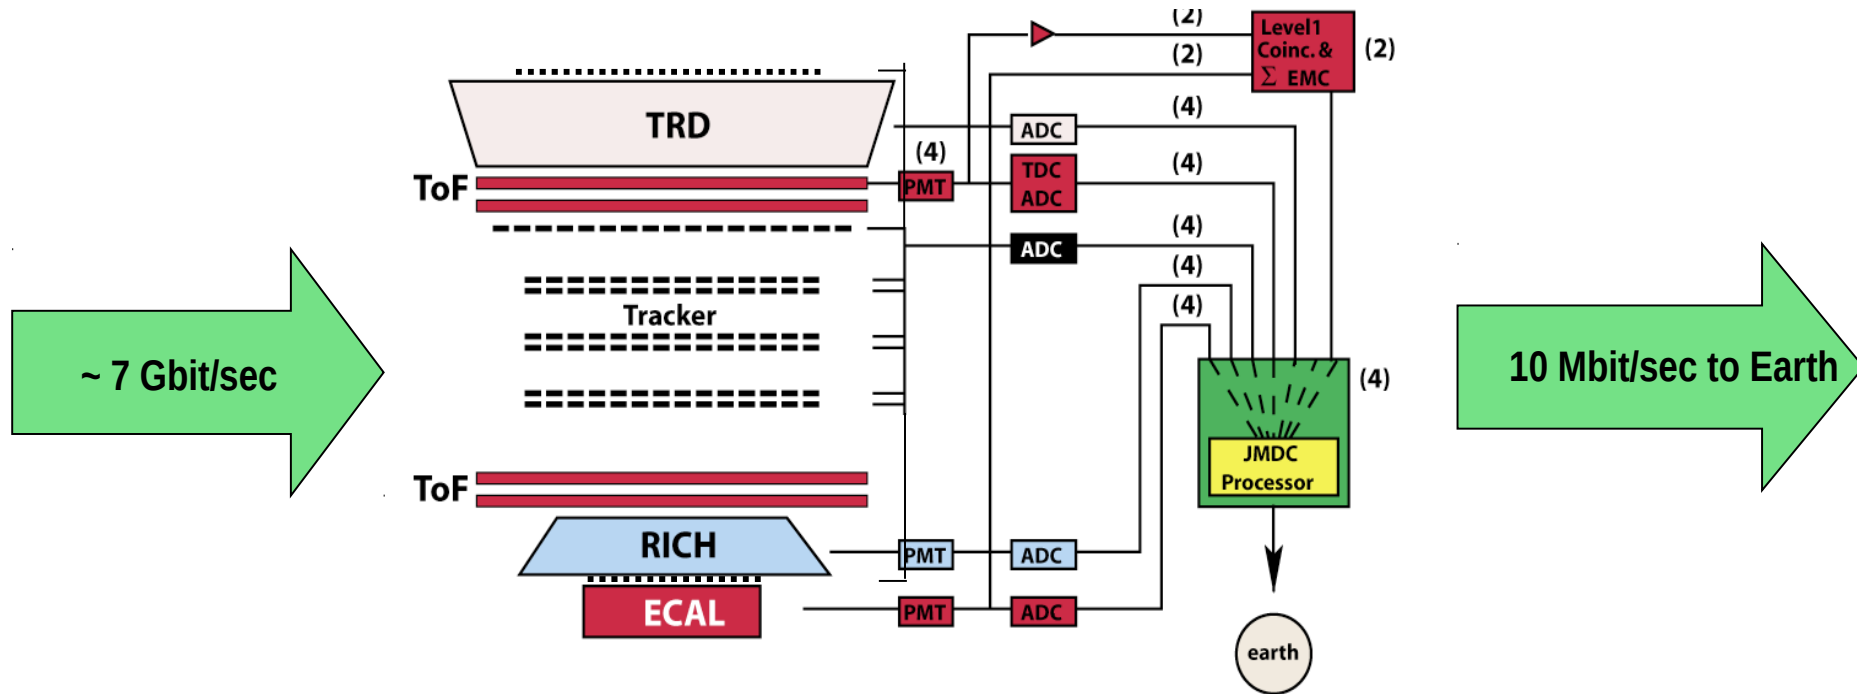 (2)
Level1
Coinc. &
Σ EMC
(2)
(2)
(4)
TRD
ADC
(4)
(4)
ToF
PMT
TDC
ADC
(4)
ADC
(4)
Tracker
(4)
~ 7 Gbit/sec
10 Mbit/sec to Earth
(4)
JMDC
Processor
ToF
RICH
PMT
ADC
ECAL
PMT
ADC
earth